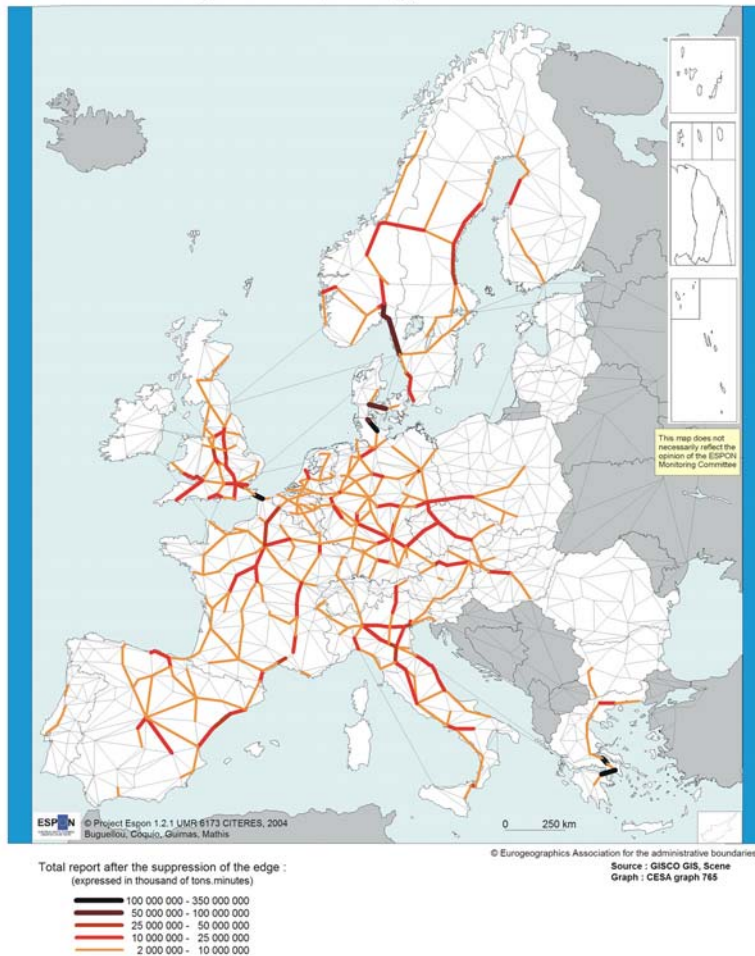 This map does not
necessarily reflect the
opinion of the ESPON
Monitoring Committee
ESPON
© Project Espon 1.2.1 UMR 6173 CITERES, 2004
Buguellou, Coquio, Guimas, Mathis
0 250 km
© Eurogeographics Association for the administrative boundaries
Source : GISCO GIS, Scene
Graph : CESA graph 765
Total report after the suppression of the edge :
(expressed in thousand of tons.minutes)
100 000 000 - 350 000 000
50 000 000 - 100 000 000
25 000 000 - 50 000 000
10 000 000 - 25 000 000
2 000 000 - 10 000 000